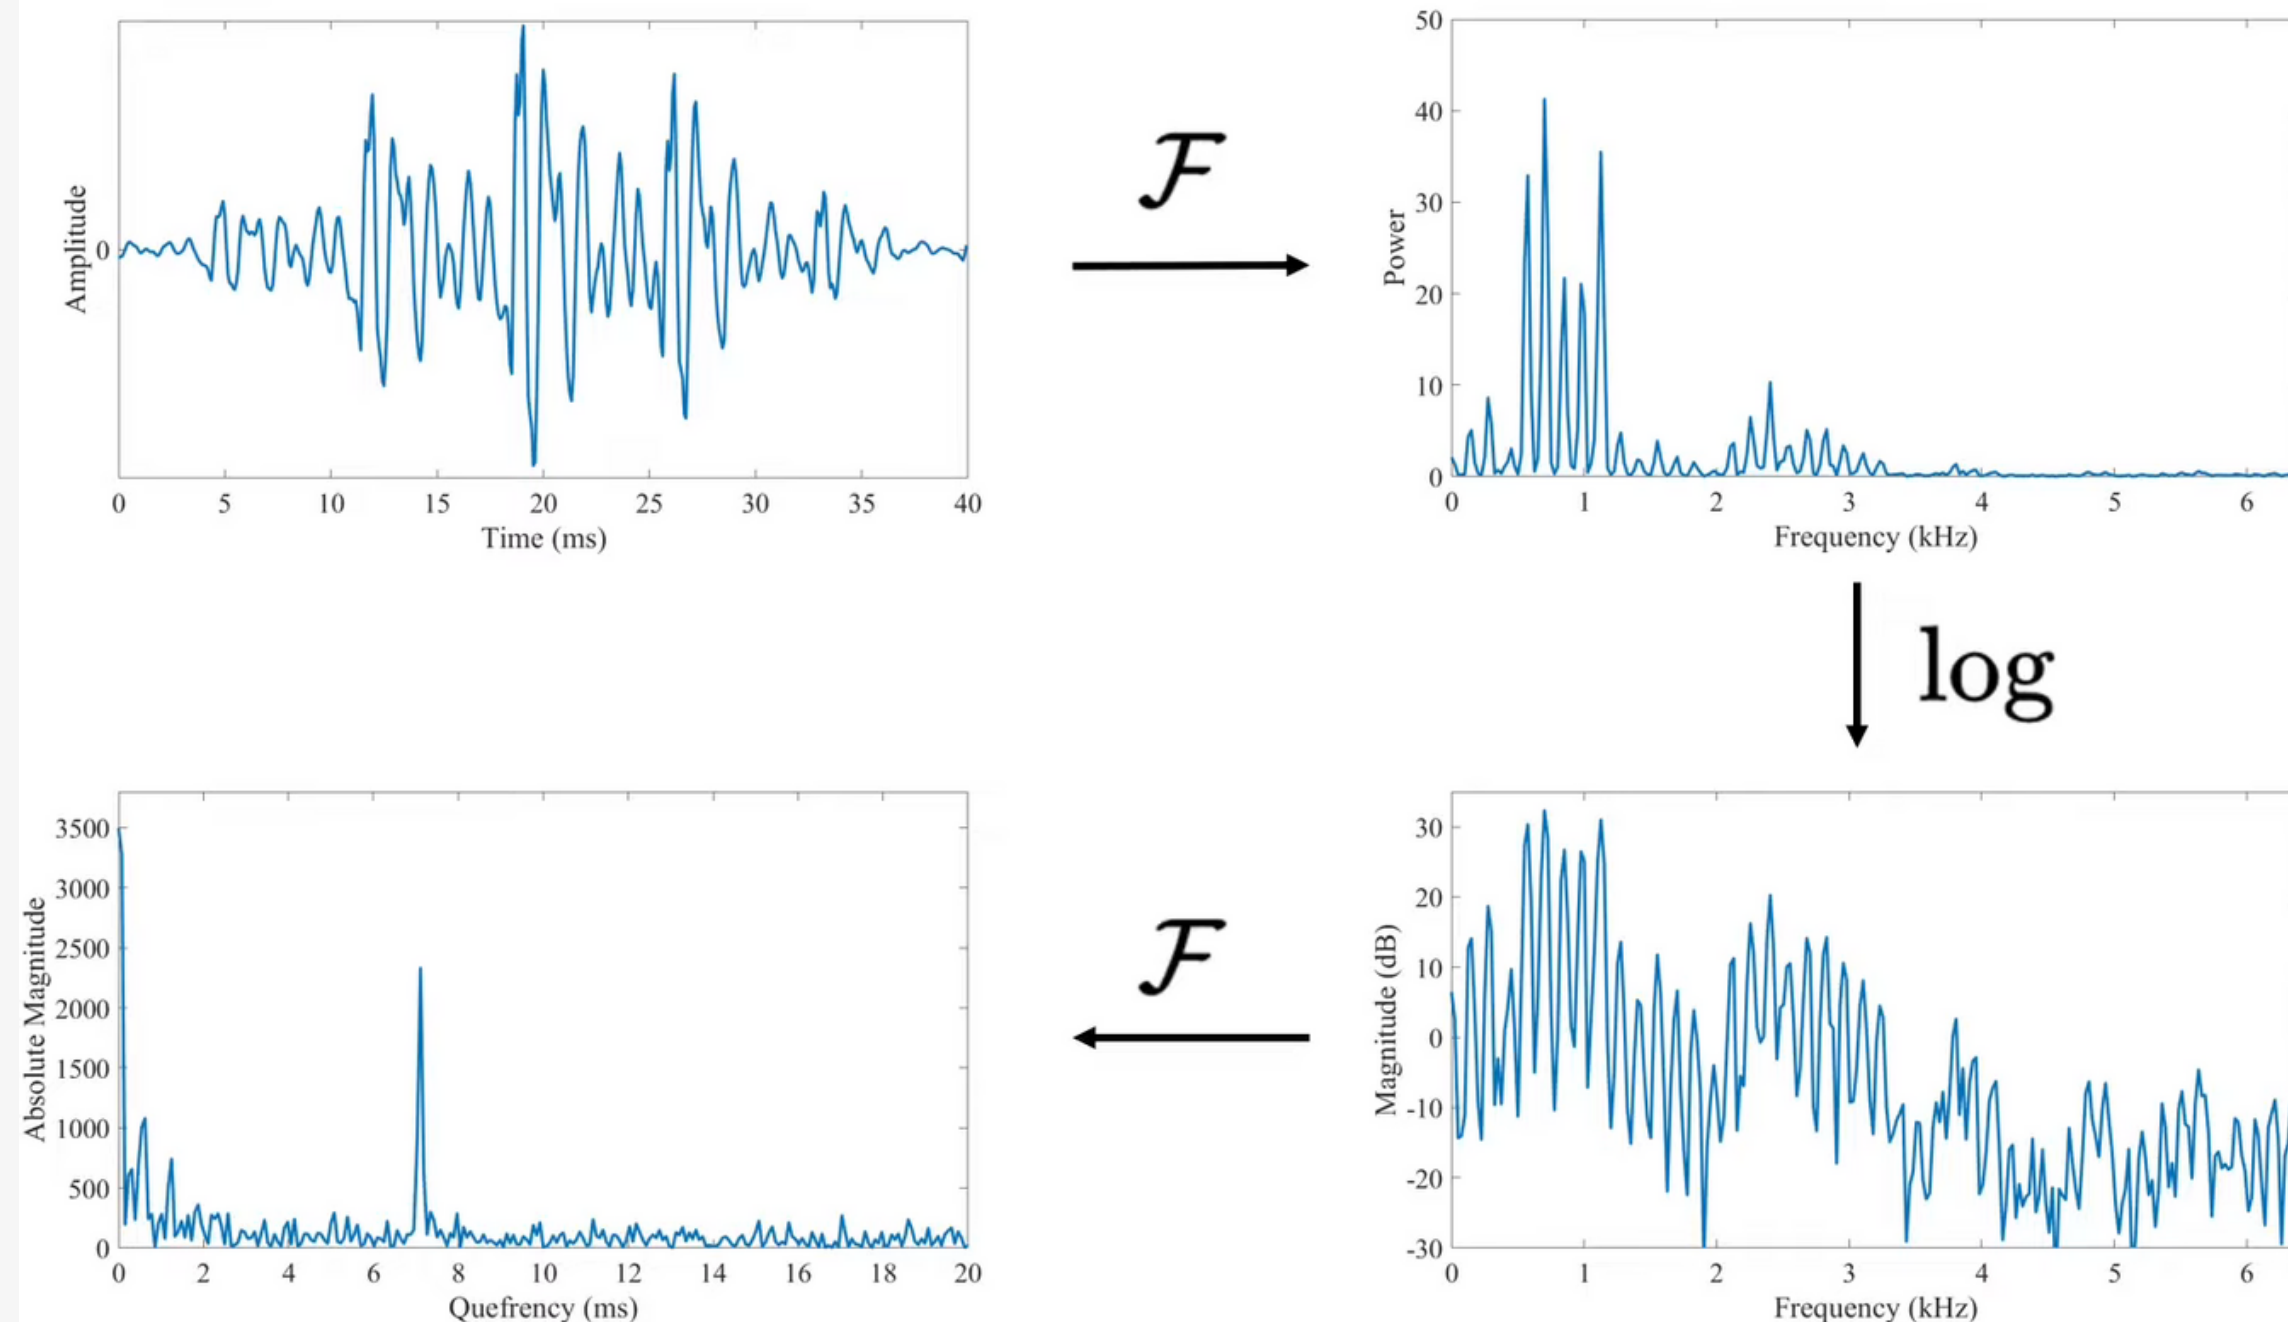 Amplitude
0
0 5 10 15 20 25 30 35 40
Time (ms)
ℱ
50
40
30
20
10
0
Power
0 1 2 3 4 5 6
Frequency (kHz)
log
3500
3000
2500
2000
1500
1000
500
0
Absolute Magnitude
0 2 4 6 8 10 12 14 16 18 20
Quefrency (ms)
ℱ
30
20
10
0
-10
-20
-30
Magnitude (dB)
0 1 2 3 4 5 6
Frequency (kHz)